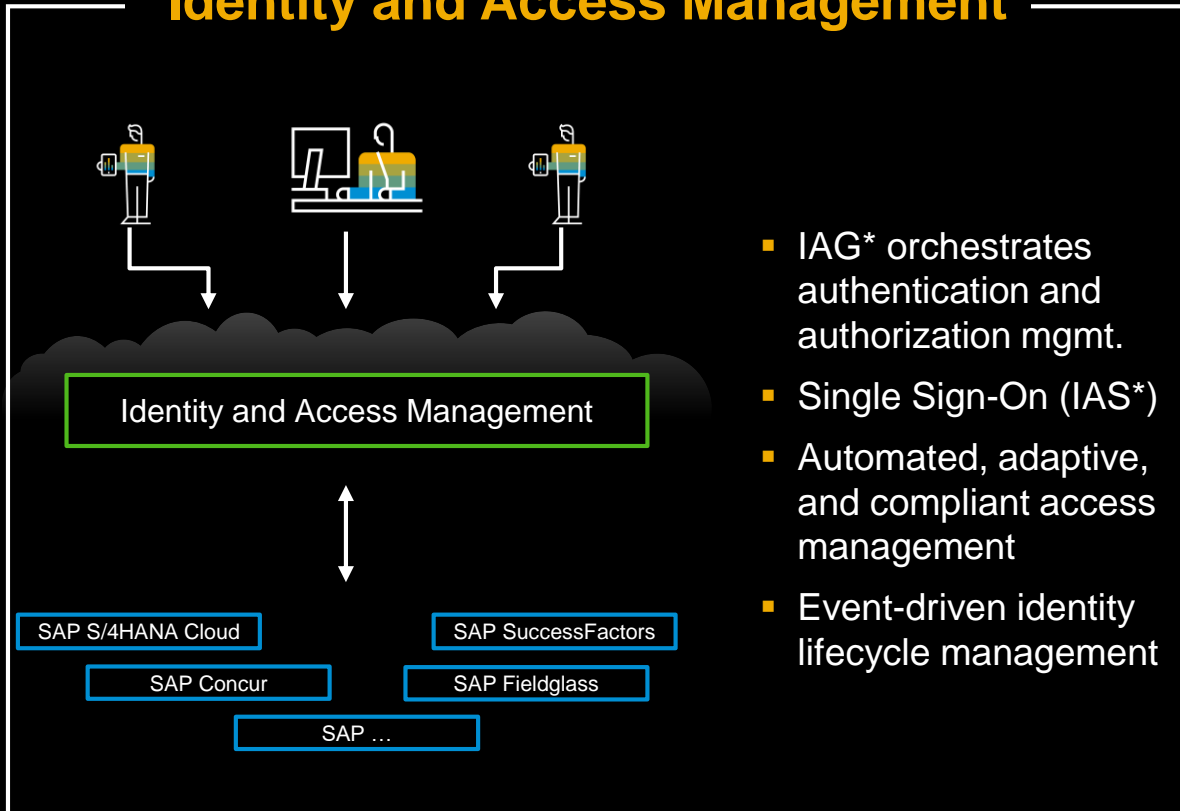 Identity and Access Management
Identity and Access Management
SAP S/4HANA Cloud
SAP SuccessFactors
SAP Concur
SAP Fieldglass
SAP …
▪ IAG* orchestrates
authentication and
authorization mgmt.
▪ Single Sign-On (IAS*)
▪ Automated, adaptive,
and compliant access
management
▪ Event-driven identity
lifecycle management